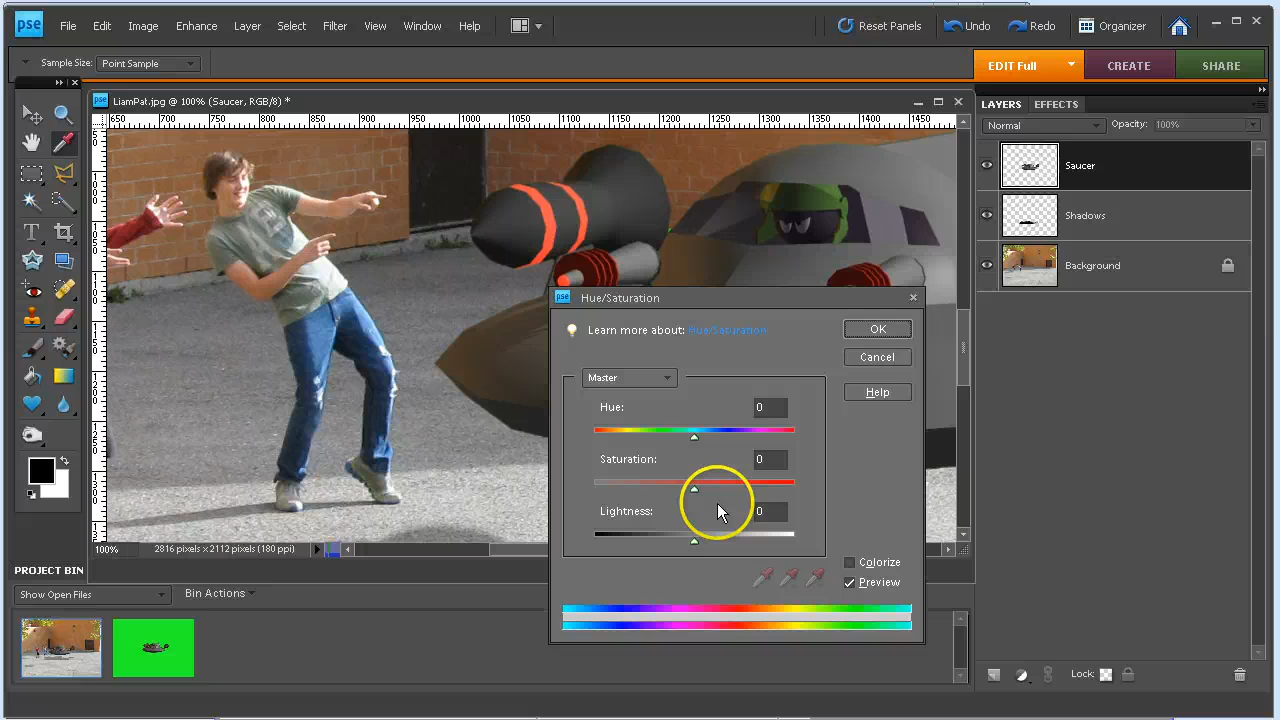 pse File Edit Image Enhance Layer Select Filter View Window Help Reset Panels Undo Redo Organizer
Sample Size: Point Sample EDIT Full CREATE SHARE
pse LiamPat.jpg @ 100% (Saucer, RGB/8) * LAYERS EFFECTS
650 700 750 800 850 900 950 1000 1050 1100 1150 1200 1250 1300 1350 1400 1450
Normal Opacity: 100%
Saucer
Shadows
Background
pse Hue/Saturation
Learn more about: Hue/Saturation
OK
Cancel
Master
Help
Hue: 0
Saturation: 0
Lightness: 0
Colorize
Preview
100% 2816 pixels x 2112 pixels (180 ppi)
PROJECT BIN
Show Open Files Bin Actions
Lock: